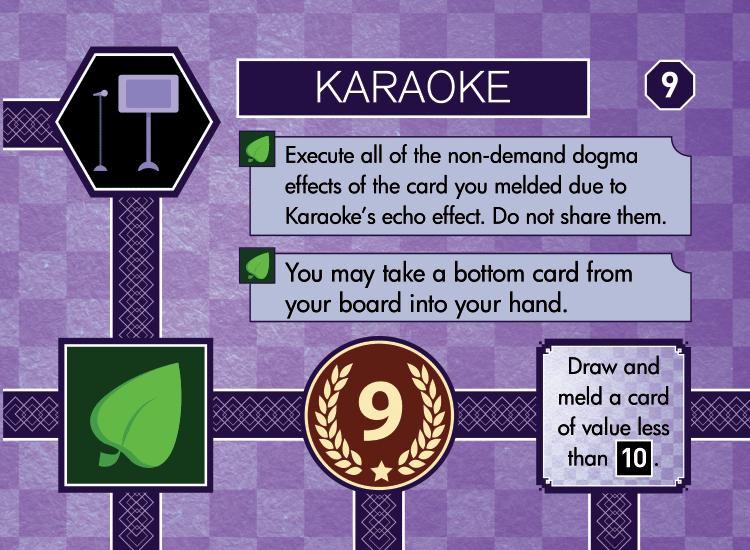 KARAOKE
9
Execute all of the non-demand dogma
effects of the card you melded due to
Karaoke's echo effect. Do not share them.
You may take a bottom card from
your board into your hand.
9
Draw and
meld a card
of value less
than 10.